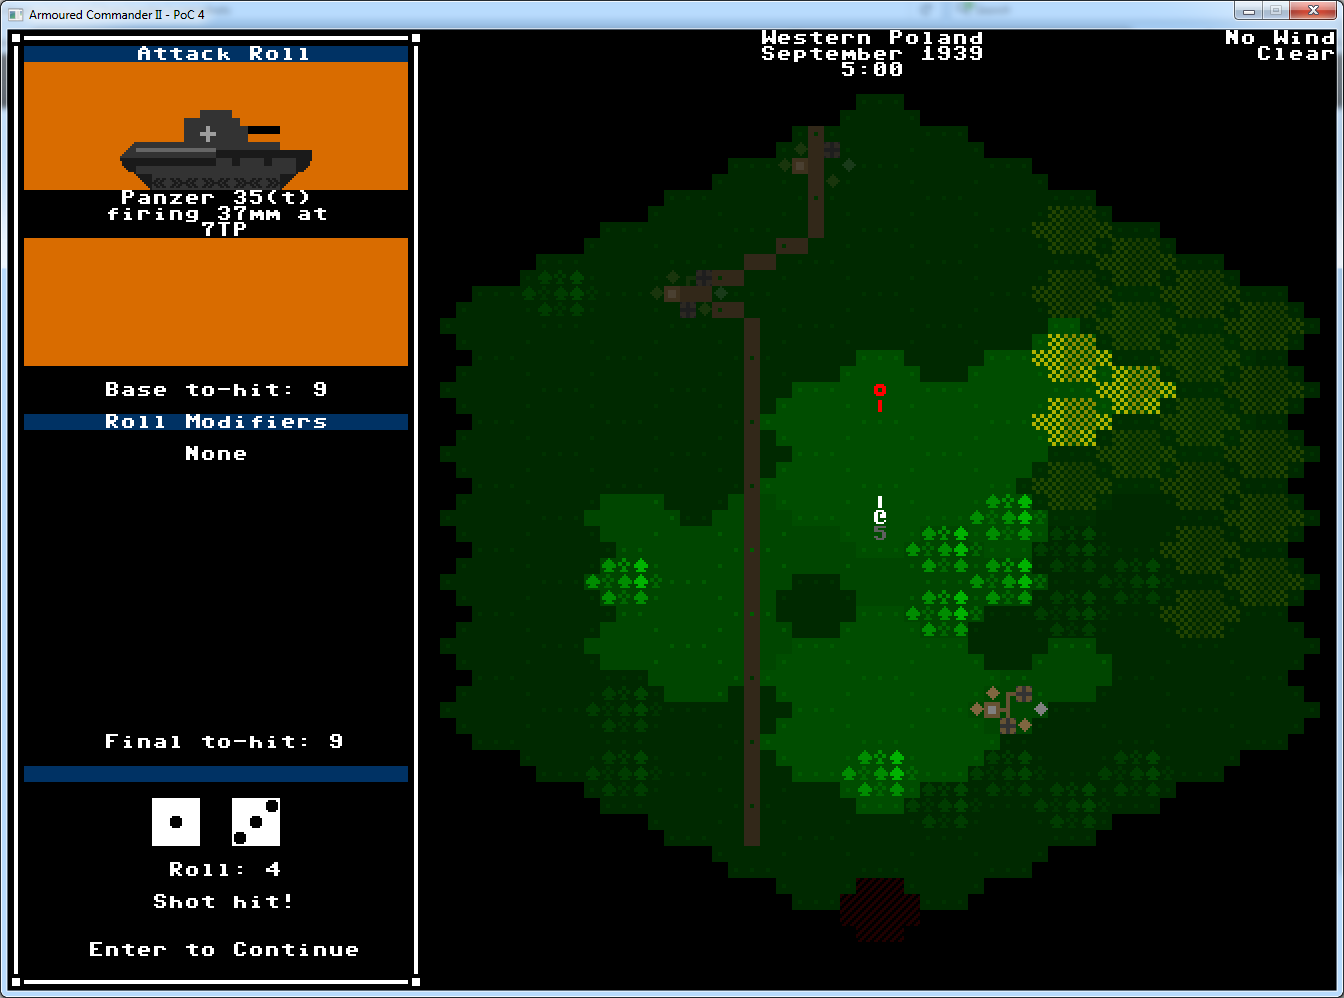 Armoured Commander II - PoC 4
Attack Roll
Panzer 35(t)
firing 37mm at
7TP
Base to-hit: 9
Roll Modifiers
None
Final to-hit: 9
Roll: 4
Shot hit!
Enter to Continue
Western Poland
September 1939
5:00
No Wind
Clear
5